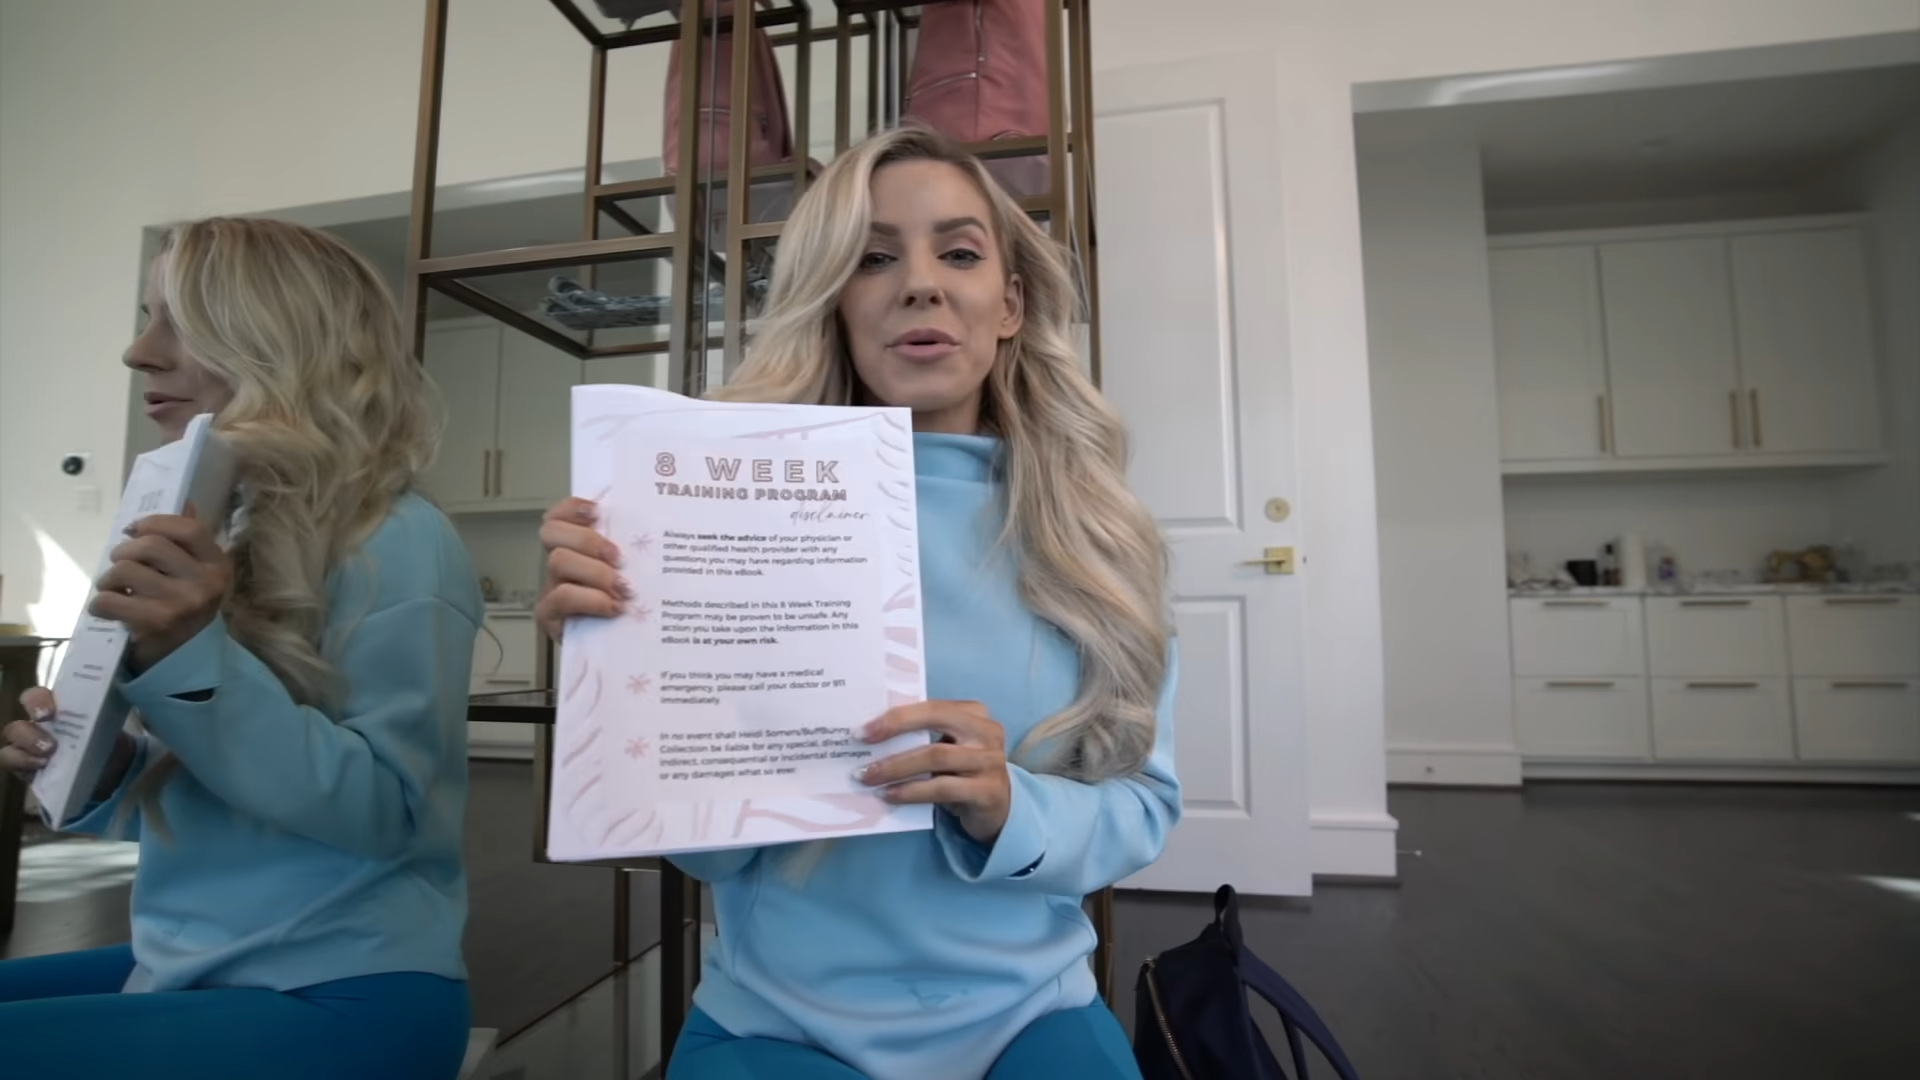 8 WEEK
TRAINING PROGRAM
disclaimer
Always seek the advice of your physician or
other qualified health provider with any
questions you may have regarding information
provided in this eBook.
Methods described in this 8 Week Training
Program may be proven to be unsafe. Any
action you take upon the information in this
eBook is at your own risk.
If you think you may have a medical
emergency, please call your doctor or 911
immediately.
In no event shall Heidi Somers/BuffBunny
Collection be liable for any special, direct
indirect, consequential or incidental damages
or any damages what so ever